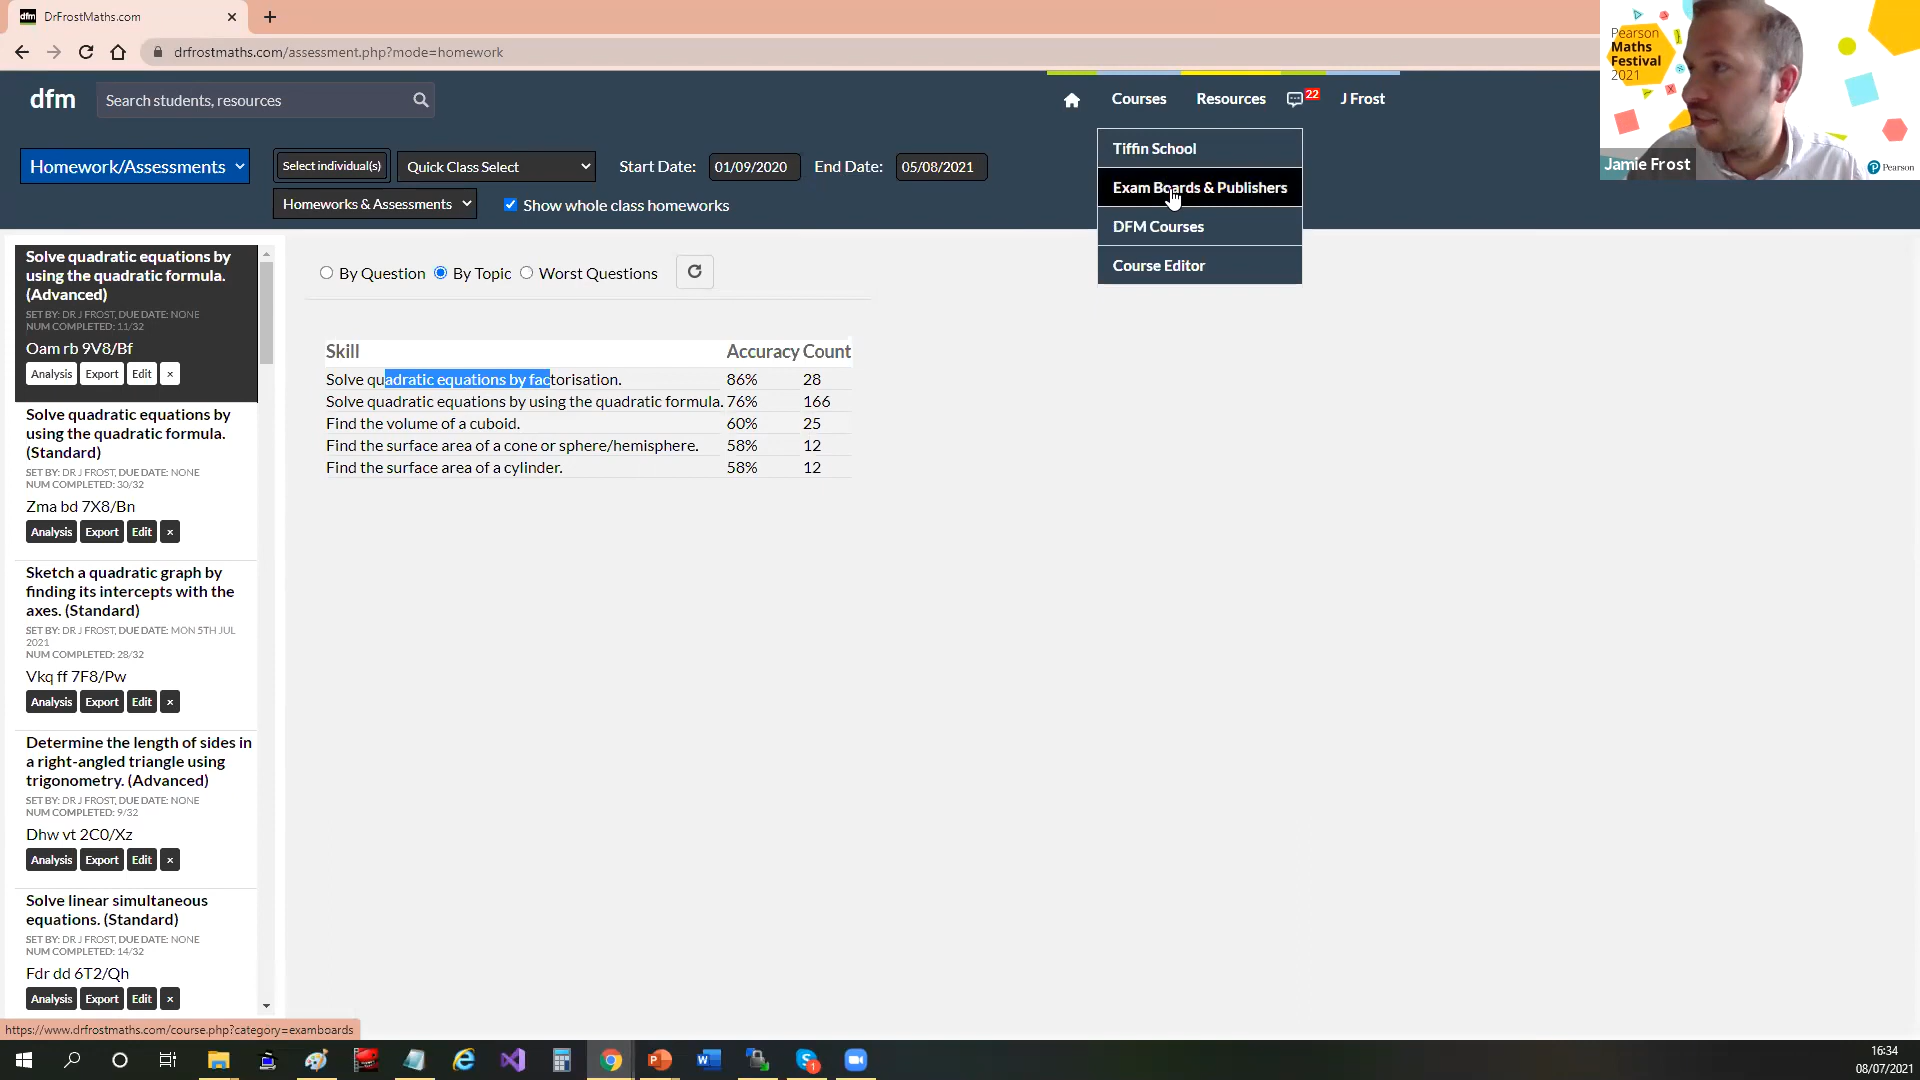 dfm
DrFrostMaths.com
drfrostmaths.com/assessment.php?mode=homework
Pearson
Maths
Festival
2021
Jamie Frost
Pearson
dfm
Search students, resources
Courses
Resources
22
J Frost
Tiffin School
Exam Boards & Publishers
DFM Courses
Course Editor
Homework/Assessments
Select individual(s)
Quick Class Select
Start Date:
01/09/2020
End Date:
05/08/2021
Homeworks & Assessments
Show whole class homeworks
Solve quadratic equations by
using the quadratic formula.
(Advanced)
SET BY: DR J FROST, DUE DATE: NONE
NUM COMPLETED: 11/32
Oam rb 9V8/Bf
Analysis Export Edit ×
Solve quadratic equations by
using the quadratic formula.
(Standard)
SET BY: DR J FROST, DUE DATE: NONE
NUM COMPLETED: 30/32
Zma bd 7X8/Bn
Analysis Export Edit ×
Sketch a quadratic graph by
finding its intercepts with the
axes. (Standard)
SET BY: DR J FROST, DUE DATE: MON 5TH JUL
2021
NUM COMPLETED: 28/32
Vkq ff 7F8/Pw
Analysis Export Edit ×
Determine the length of sides in
a right-angled triangle using
trigonometry. (Advanced)
SET BY: DR J FROST, DUE DATE: NONE
NUM COMPLETED: 9/32
Dhw vt 2C0/Xz
Analysis Export Edit ×
Solve linear simultaneous
equations. (Standard)
SET BY: DR J FROST, DUE DATE: NONE
NUM COMPLETED: 14/32
Fdr dd 6T2/Qh
Analysis Export Edit ×
By Question By Topic Worst Questions
Skill Accuracy Count
Solve quadratic equations by factorisation. 86% 28
Solve quadratic equations by using the quadratic formula. 76% 166
Find the volume of a cuboid. 60% 25
Find the surface area of a cone or sphere/hemisphere. 58% 12
Find the surface area of a cylinder. 58% 12
https://www.drfrostmaths.com/course.php?category=examboards
16:34
08/07/2021